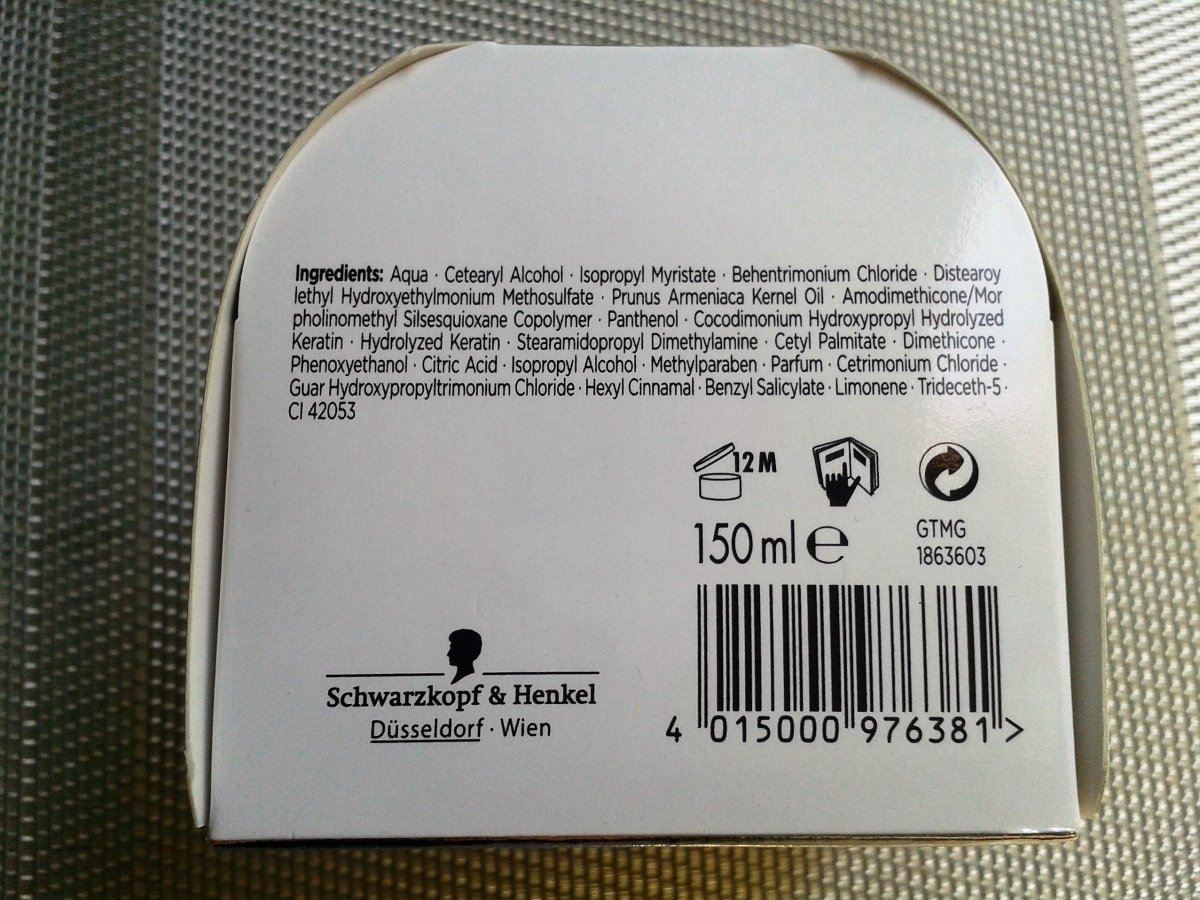 Ingredients: Aqua · Cetearyl Alcohol · Isopropyl Myristate · Behentrimonium Chloride · Distearoy
lethyl Hydroxyethylmonium Methosulfate · Prunus Armeniaca Kernel Oil · Amodimethicone/Mor
pholinomethyl Silsesquioxane Copolymer · Panthenol · Cocodimonium Hydroxypropyl Hydrolyzed
Keratin · Hydrolyzed Keratin · Stearamidopropyl Dimethylamine · Cetyl Palmitate · Dimethicone ·
Phenoxyethanol · Citric Acid · Isopropyl Alcohol · Methylparaben · Parfum · Cetrimonium Chloride ·
Guar Hydroxypropyltrimonium Chloride · Hexyl Cinnamal · Benzyl Salicylate · Limonene · Trideceth-5 ·
CI 42053
12 M
150 ml e
GTMG
1863603
Schwarzkopf & Henkel
Düsseldorf · Wien
4 015000 976381 >